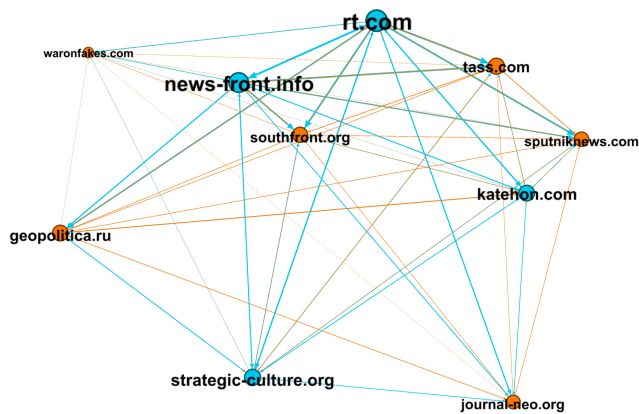 rt.com
waronfakes.com
tass.com
news-front.info
southfront.org
sputniknews.com
katehon.com
geopolitica.ru
strategic-culture.org
journal-neo.org